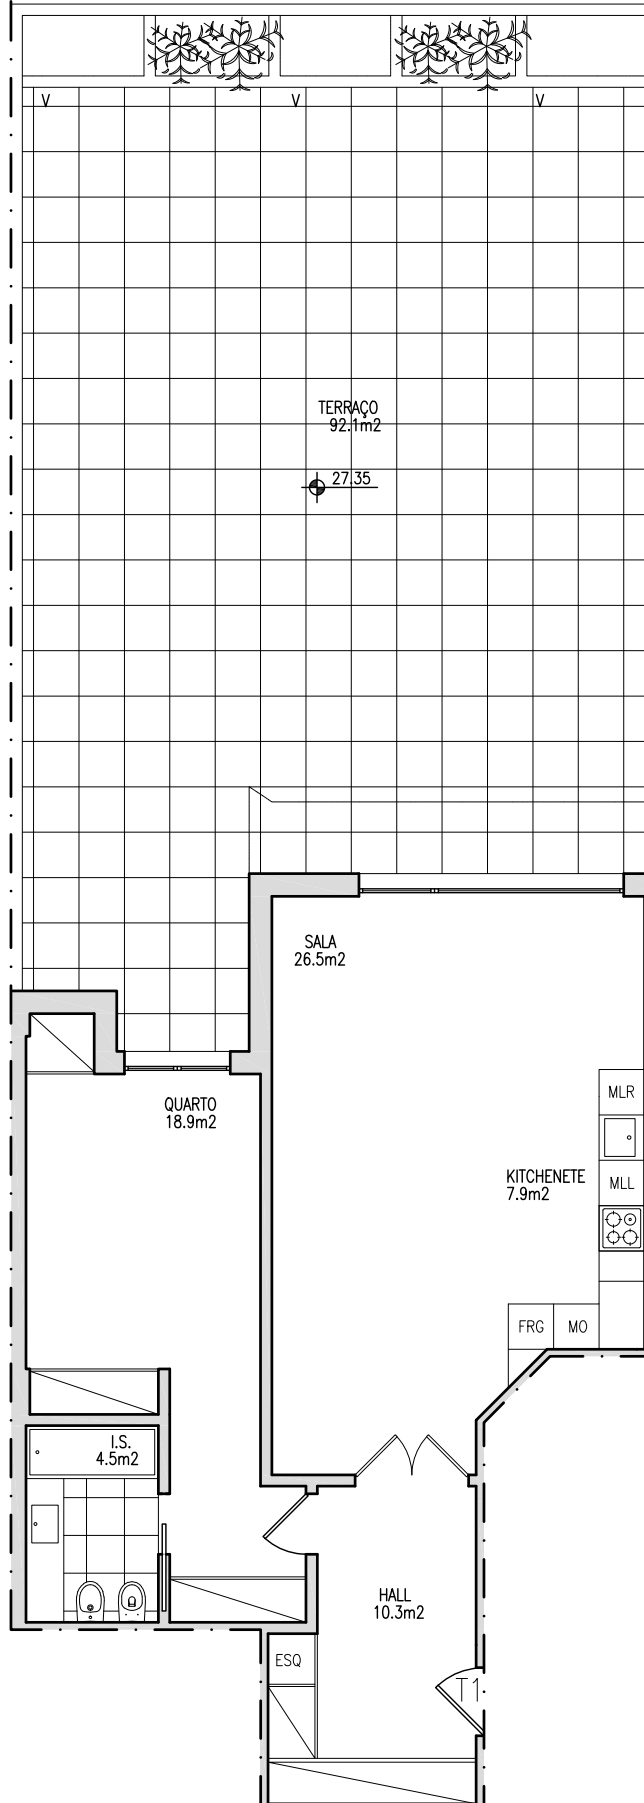 V V V
TERRAÇO
92.1m2
27.35
SALA
26.5m2
MLR
QUARTO
18.9m2
KITCHENETE
7.9m2
MLL
FRG MO
I.S.
4.5m2
HALL
10.3m2
ESQ
T1